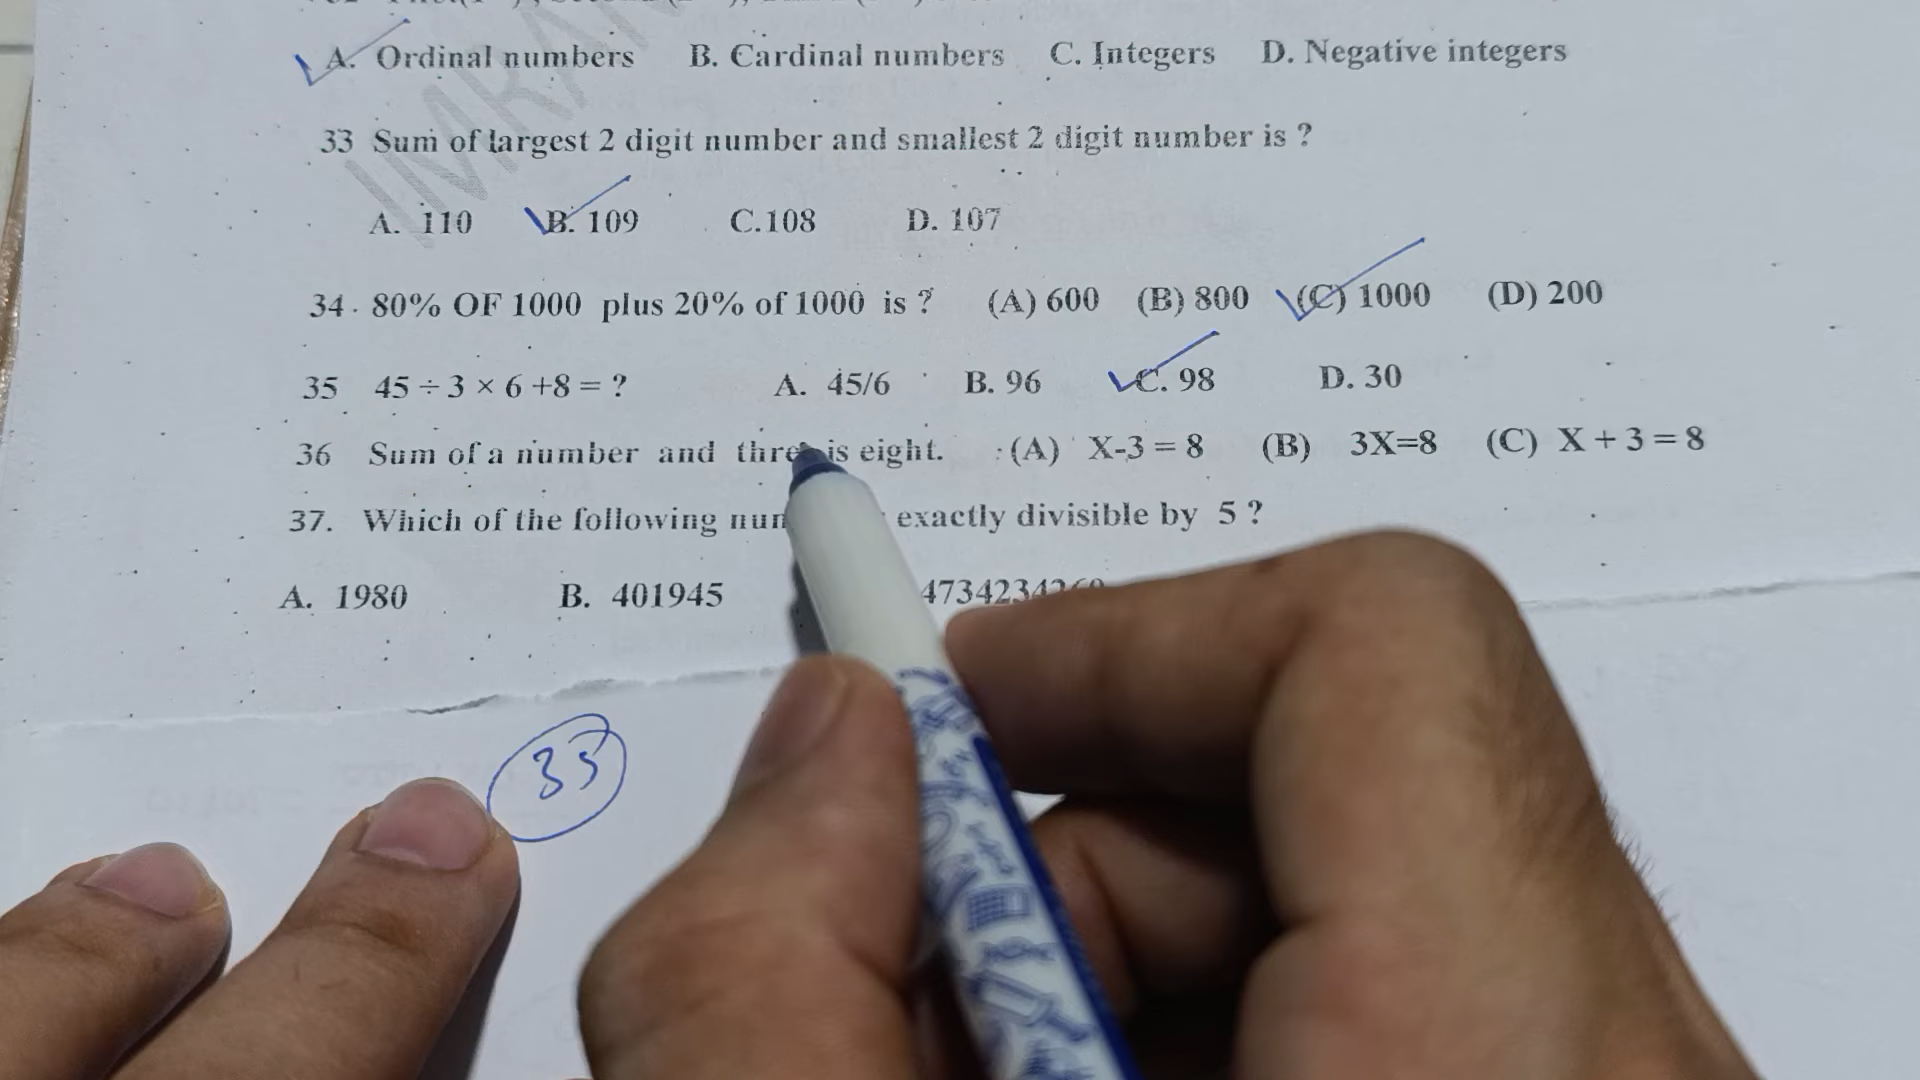 A. Ordinal numbers B. Cardinal numbers C. Integers D. Negative integers
33 Sum of largest 2 digit number and smallest 2 digit number is ?
A. 110 B. 109 C.108 D. 107
34. 80% OF 1000 plus 20% of 1000 is ? (A) 600 (B) 800 (C) 1000 (D) 200
35 45 ÷ 3 × 6 +8 = ? A. 45/6 B. 96 C. 98 D. 30
36 Sum of a number and three is eight. (A) X-3 = 8 (B) 3X=8 (C) X + 3 = 8
37. Which of the following exactly divisible by 5 ?
A. 1980 B. 401945
35